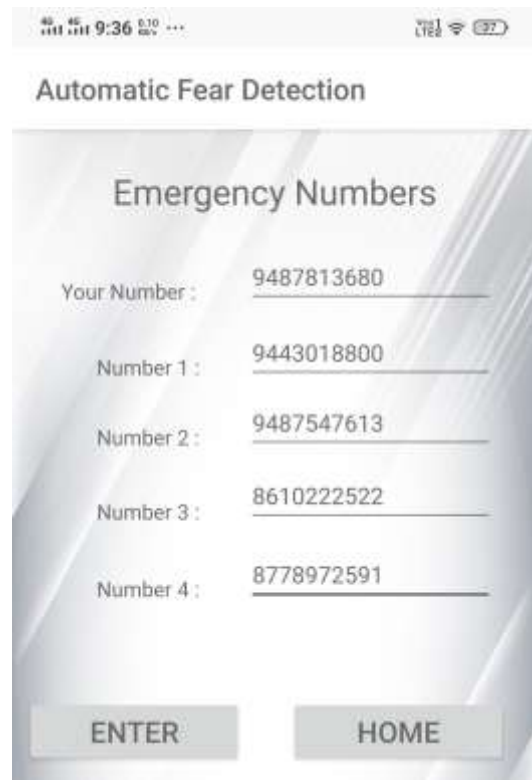 9:36 ...
Automatic Fear Detection
Emergency Numbers
Your Number : 9487813680
Number 1 : 9443018800
Number 2 : 9487547613
Number 3 : 8610222522
Number 4 : 8778972591
ENTER HOME